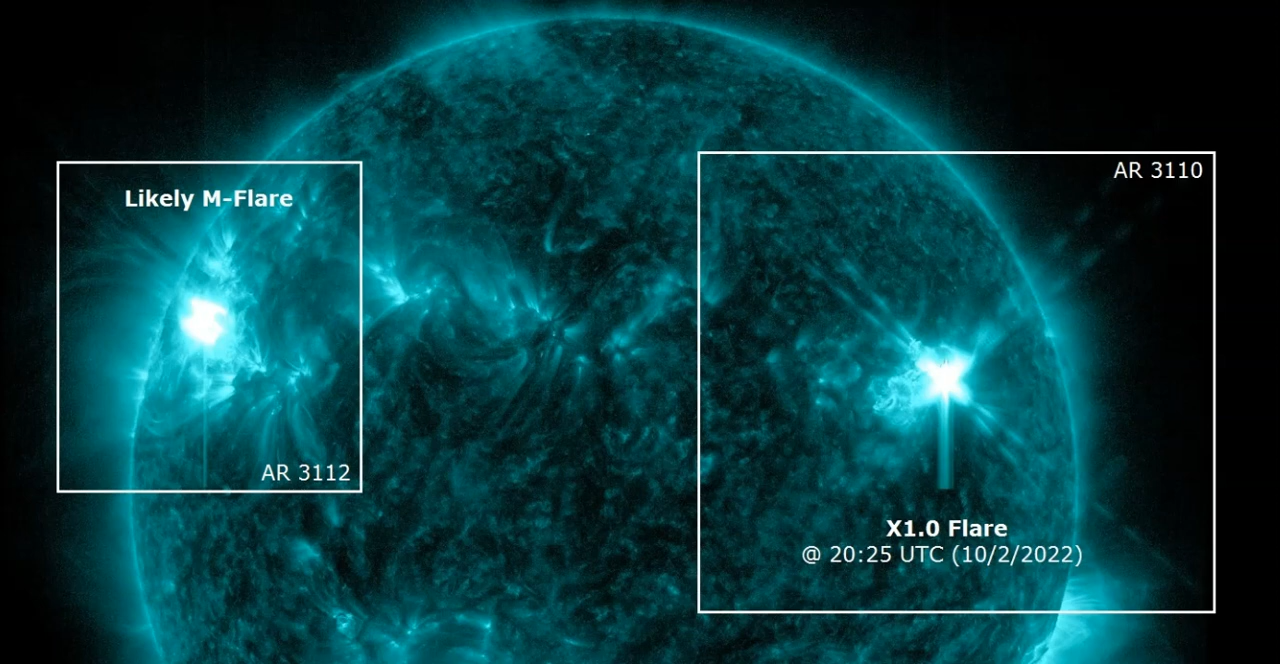 Likely M-Flare
AR 3112
AR 3110
X1.0 Flare
@ 20:25 UTC (10/2/2022)